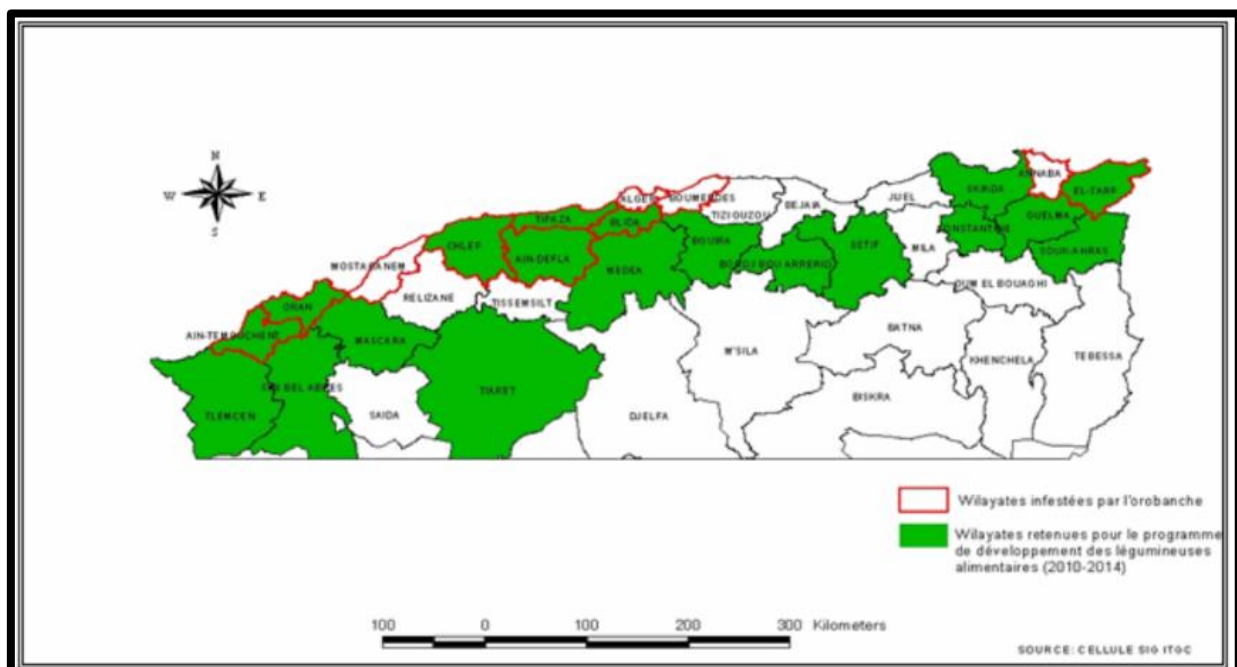 N
W E
S
ANNABA
SKIKDA
EL-TARF
JIJEL
ALGER
BOUMERDES
BEJAIA
TIZI OUZOU
GUELMA
TIPAZA
BLIDA
CONSTANTINE
CHLEF
BOUIRA
SETIF
MILA
SOUK-AHRAS
AIN-DEFLA
BORDJ BOU ARRERIDJ
MEDEA
MOSTAGANEM
OUM EL BOUAGHI
RELIZANE
TISSEMSILT
ORAN
AIN-TEMOUCHENE
MASCARA
BATNA
M'SILA
KHENCHELA
TEBESSA
SIDI BEL ABBES
TIARET
BISKRA
TLEMCEN
SAIDA
DJELFA
Wilayates infestées par l'orobanche
Wilayates retenues pour le programme
de développement des légumineuses
alimentaires (2010-2014)
100 0 100 200 300 Kilometers
SOURCE: CELLULE SIG ITGC